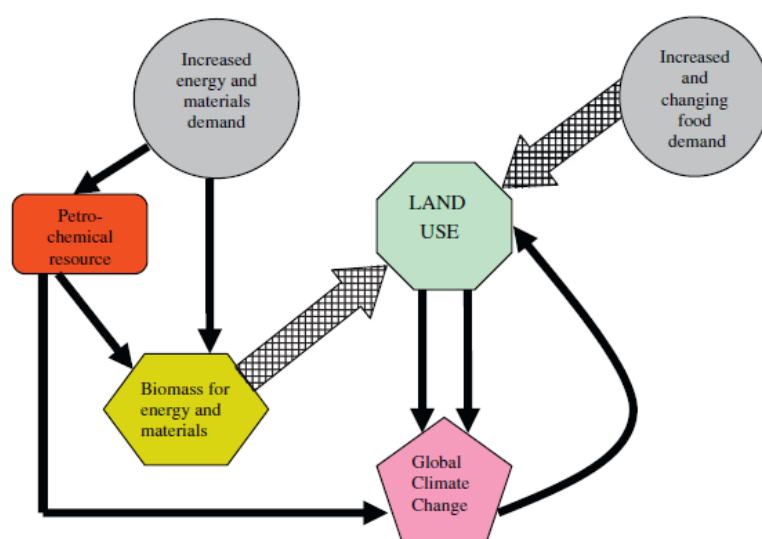 Increased
energy and
materials
demand
Increased
and
changing
food
demand
Petro-
chemical
resource
LAND
USE
Biomass for
energy and
materials
Global
Climate
Change